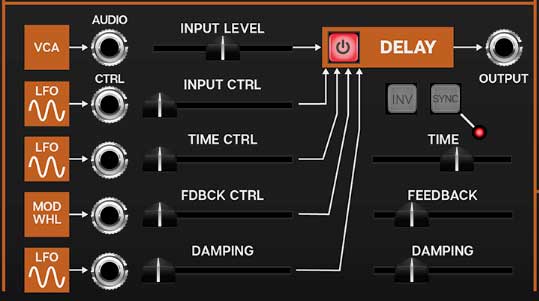 AUDIO
VCA
INPUT LEVEL
DELAY
OUTPUT
CTRL
LFO
INPUT CTRL
INV
SYNC
LFO
TIME CTRL
TIME
MOD
WHL
FDBCK CTRL
FEEDBACK
LFO
DAMPING
DAMPING